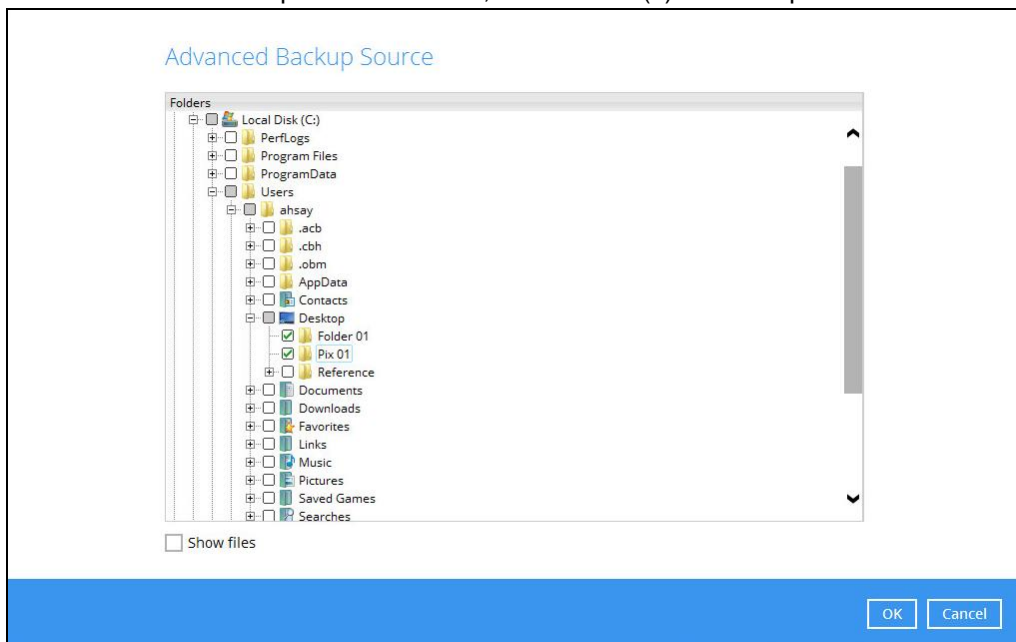 Advanced Backup Source
Folders
Local Disk (C:)
PerfLogs
Program Files
ProgramData
Users
ahsay
.acb
.cbh
.obm
AppData
Contacts
Desktop
Folder 01
Pix 01
Reference
Documents
Downloads
Favorites
Links
Music
Pictures
Saved Games
Searches
Show files
OK Cancel